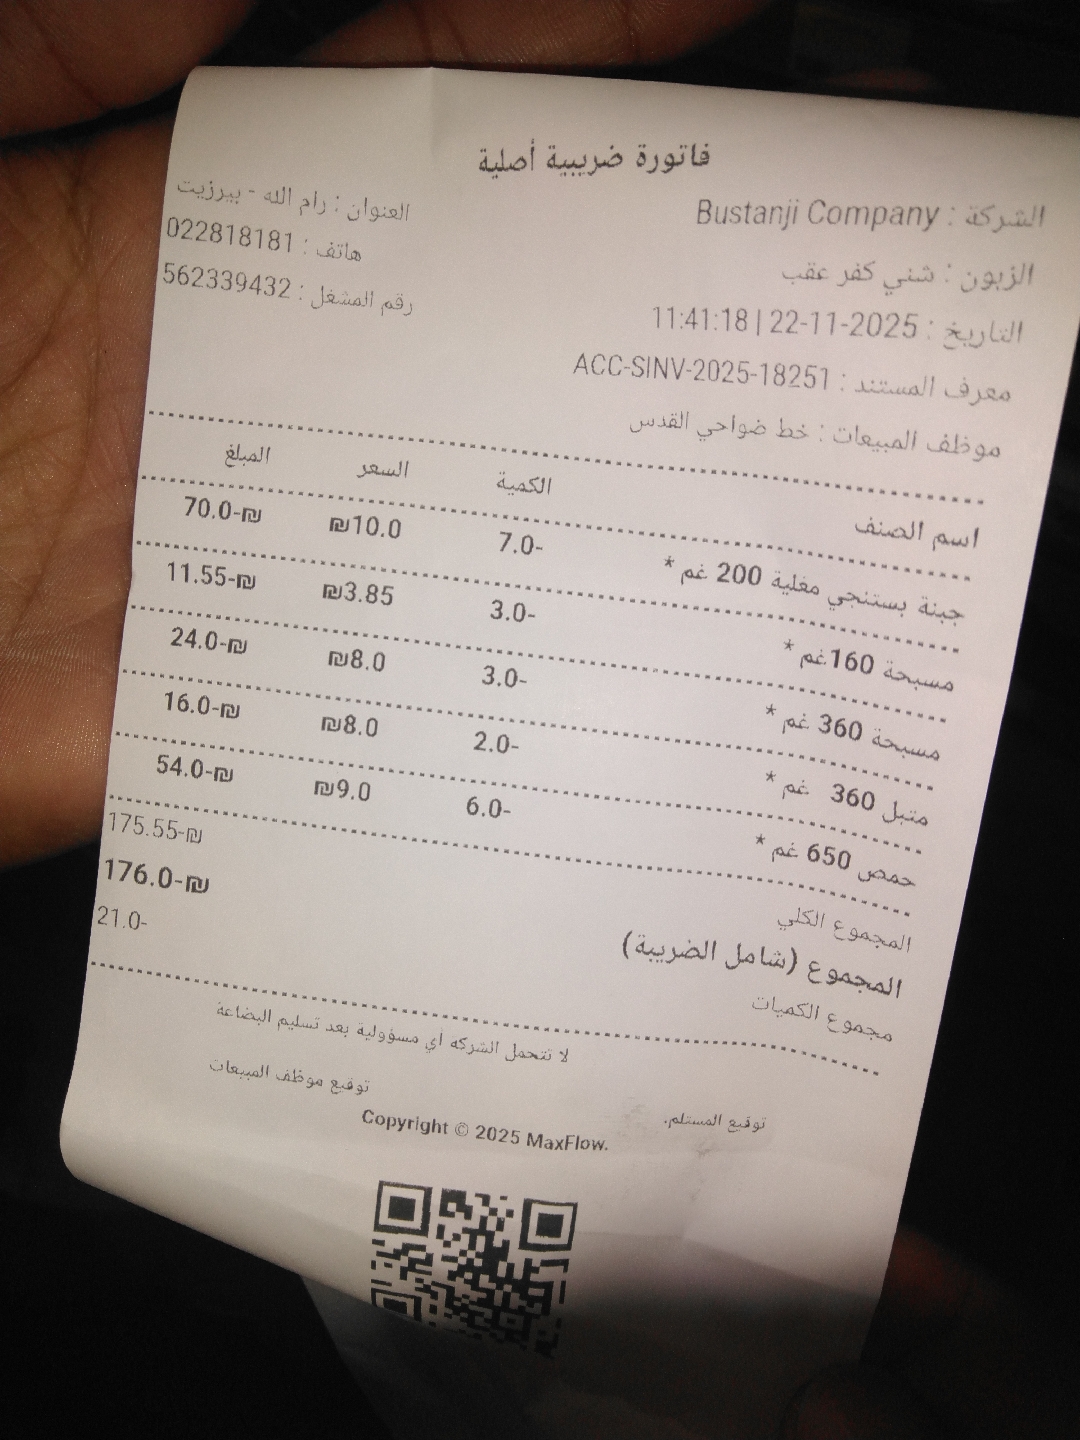 فاتورة ضريبية أصلية
الشركة : Bustanji Company
العنوان : رام الله - بيرزيت
الزبون : شني كفر عقب
هاتف : 022818181
التاريخ : 22-11-2025 | 11:41:18
رقم المشغل : 562339432
معرف المستند : ACC-SINV-2025-18251
موظف المبيعات : خط ضواحي القدس
اسم الصنف الكمية السعر المبلغ
جبنة بستنجي مغلية 200 غم * 7.0- ₪10.0 70.0-₪
مسبحة 160غم * 3.0- ₪3.85 11.55-₪
مسبحة 360 غم * 3.0- ₪8.0 24.0-₪
متبل 360 غم * 2.0- ₪8.0 16.0-₪
حمص 650 غم * 6.0- ₪9.0 54.0-₪
المجموع الكلي 175.55-₪
المجموع (شامل الضريبة) 176.0-₪
مجموع الكميات 21.0-
لا تتحمل الشركه اي مسؤولية بعد تسليم البضاعة
توقيع المستلم. توقيع موظف المبيعات
Copyright © 2025 MaxFlow.